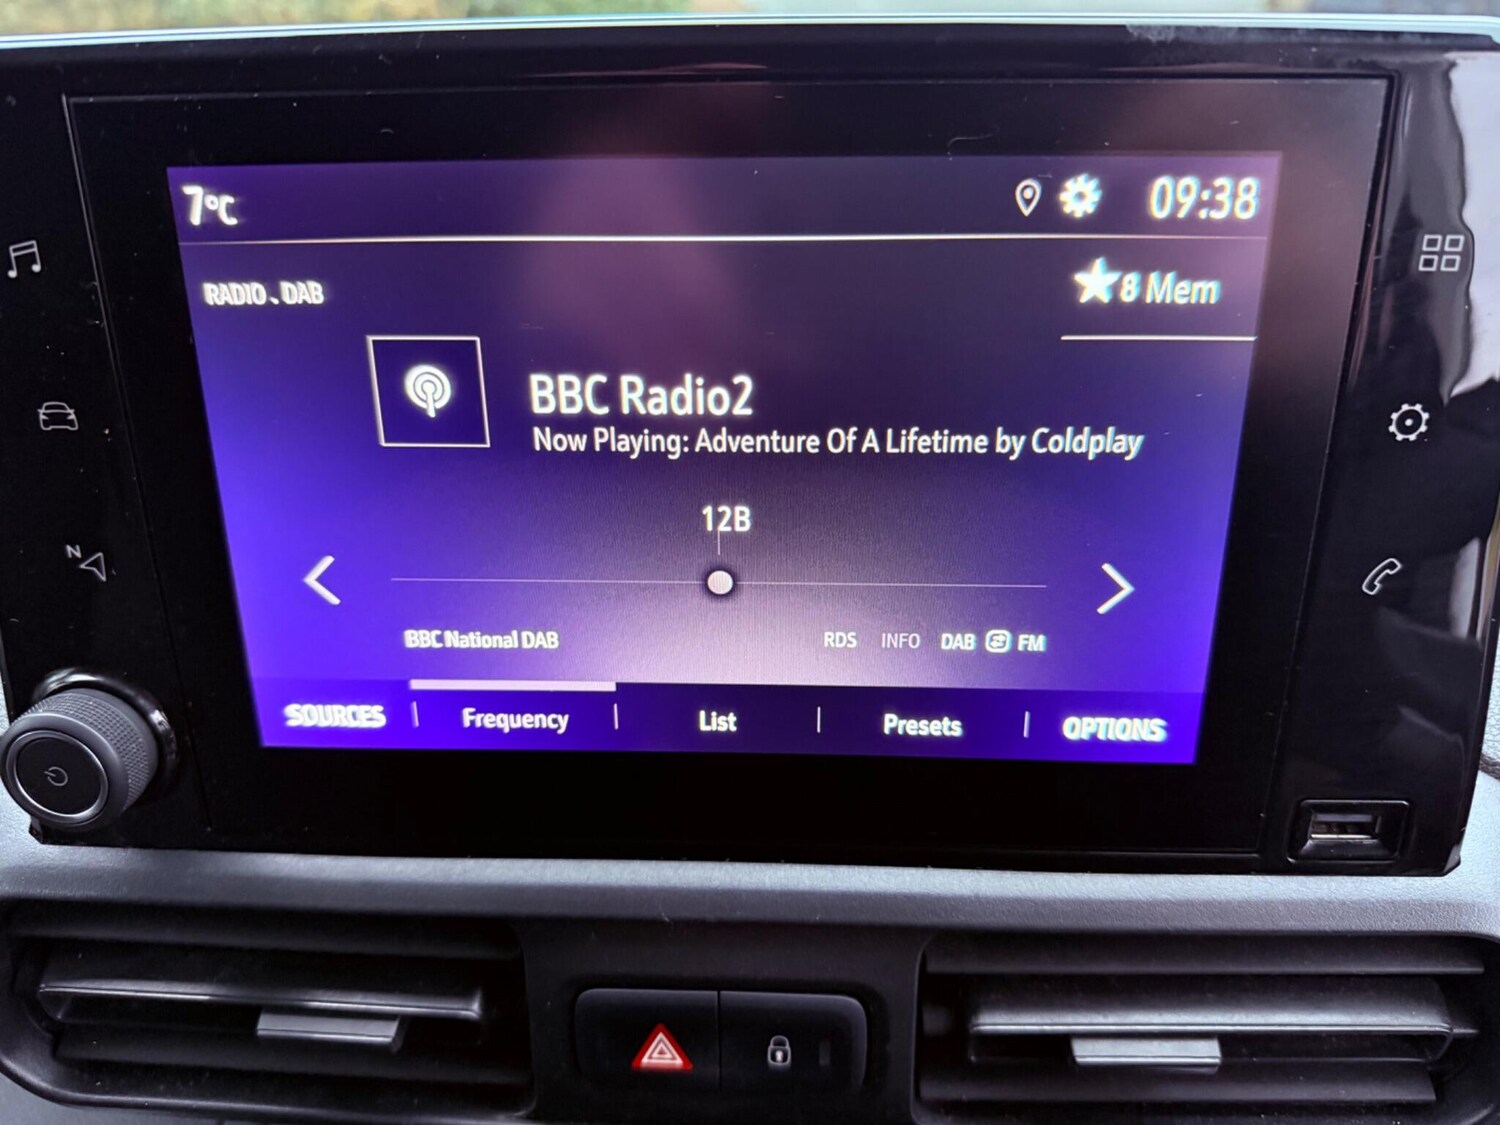 7°C
09:38
RADIO . DAB
8 Mem
BBC Radio2
Now Playing: Adventure Of A Lifetime by Coldplay
12B
N
BBC National DAB
RDS INFO DAB FM
SOURCES Frequency List Presets OPTIONS